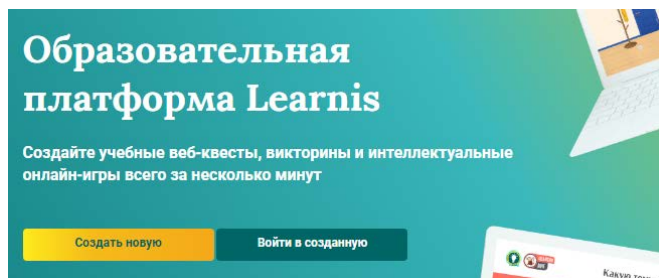 Образовательная
платформа Learnis
Создайте учебные веб-квесты, викторины и интеллектуальные
онлайн-игры всего за несколько минут
Создать новую
Войти в созданную